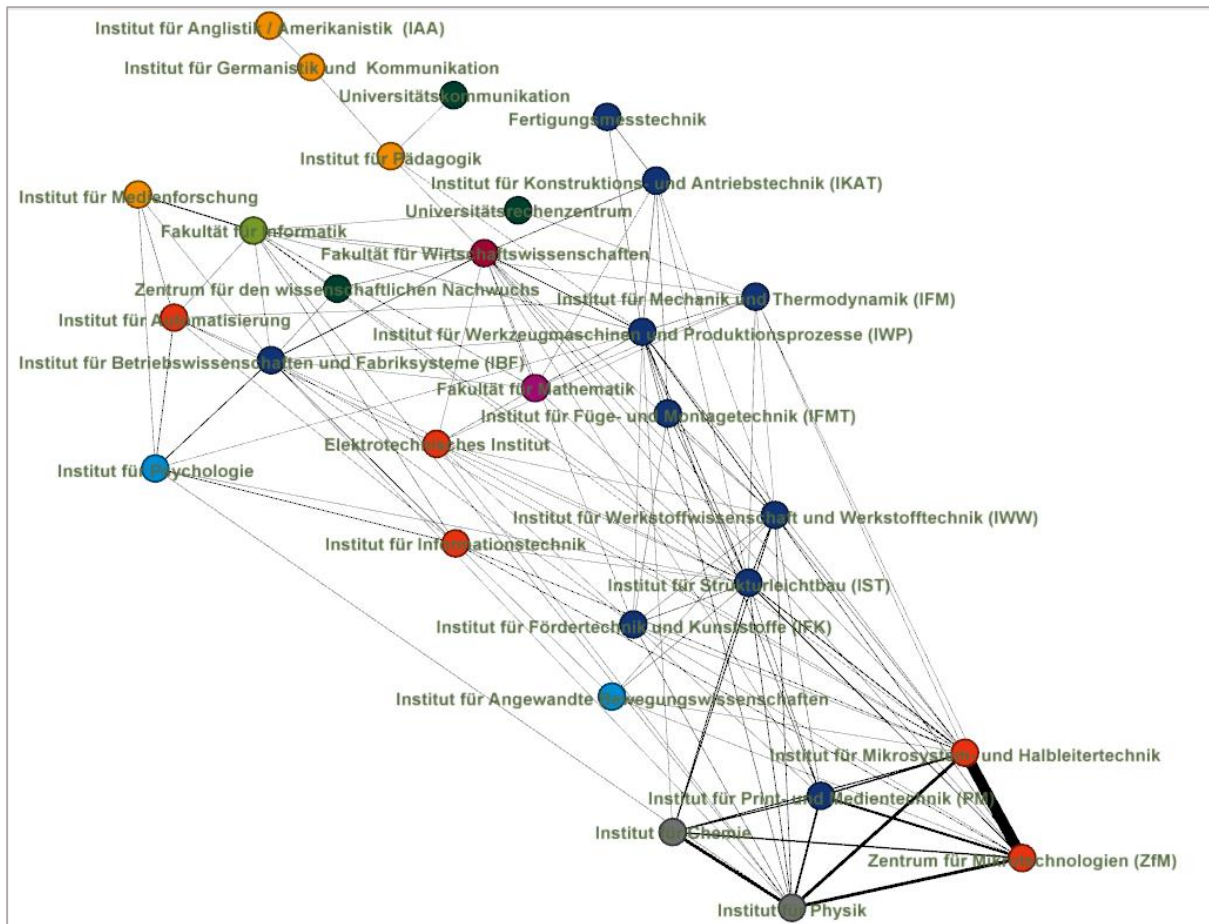 Institut für Anglistik / Amerikanistik (IAA)
Institut für Germanistik und Kommunikation
Universitätskommunikation
Fertigungsmesstechnik
Institut für Pädagogik
Institut für Konstruktions- und Antriebstechnik (IKAT)
Institut für Medienforschung
Universitätsrechenzentrum
Fakultät für Informatik
Fakultät für Wirtschaftswissenschaften
Zentrum für den wissenschaftlichen Nachwuchs
Institut für Mechanik und Thermodynamik (IFM)
Institut für Automatisierung
Institut für Werkzeugmaschinen und Produktionsprozesse (IWP)
Institut für Betriebswissenschaften und Fabriksysteme (IBF)
Fakultät für Mathematik
Institut für Füge- und Montagetechnik (IFMT)
Elektrotechnisches Institut
Institut für Psychologie
Institut für Werkstoffwissenschaft und Werkstofftechnik (IWW)
Institut für Informationstechnik
Institut für Strukturleichtbau (IST)
Institut für Fördertechnik und Kunststoffe (IFK)
Institut für Angewandte Bewegungswissenschaften
Institut für Mikrosystem- und Halbleitertechnik
Institut für Print- und Medientechnik (PM)
Institut für Chemie
Zentrum für Mikrotechnologien (ZfM)
Institut für Physik